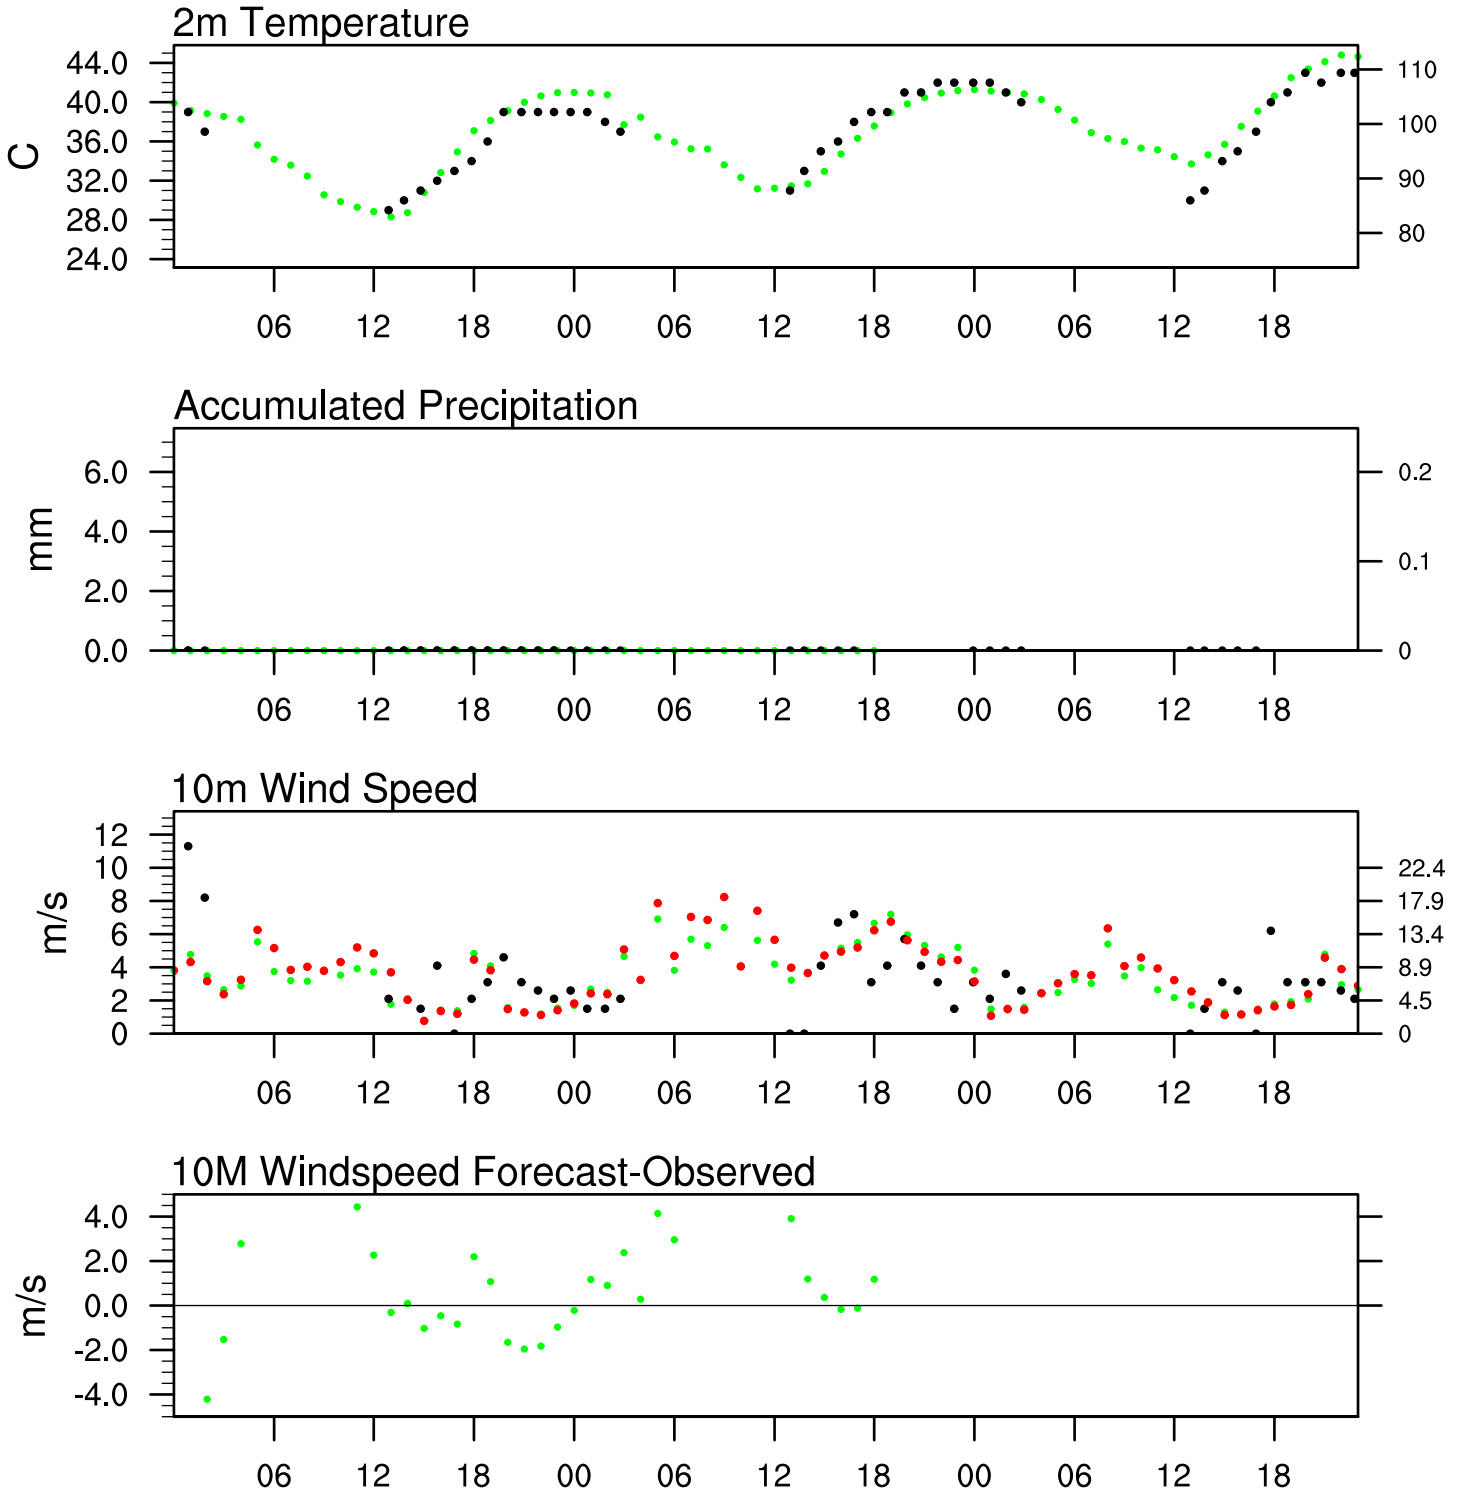 2m Temperature
44.0
40.0
36.0
32.0
28.0
24.0
C
110
100
90
80
06 12 18 00 06 12 18 00 06 12 18
Accumulated Precipitation
6.0
4.0
2.0
0.0
mm
0.2
0.1
0
06 12 18 00 06 12 18 00 06 12 18
10m Wind Speed
12
10
8
6
4
2
0
m/s
22.4
17.9
13.4
8.9
4.5
0
06 12 18 00 06 12 18 00 06 12 18
10M Windspeed Forecast-Observed
4.0
2.0
0.0
-2.0
-4.0
m/s
06 12 18 00 06 12 18 00 06 12 18